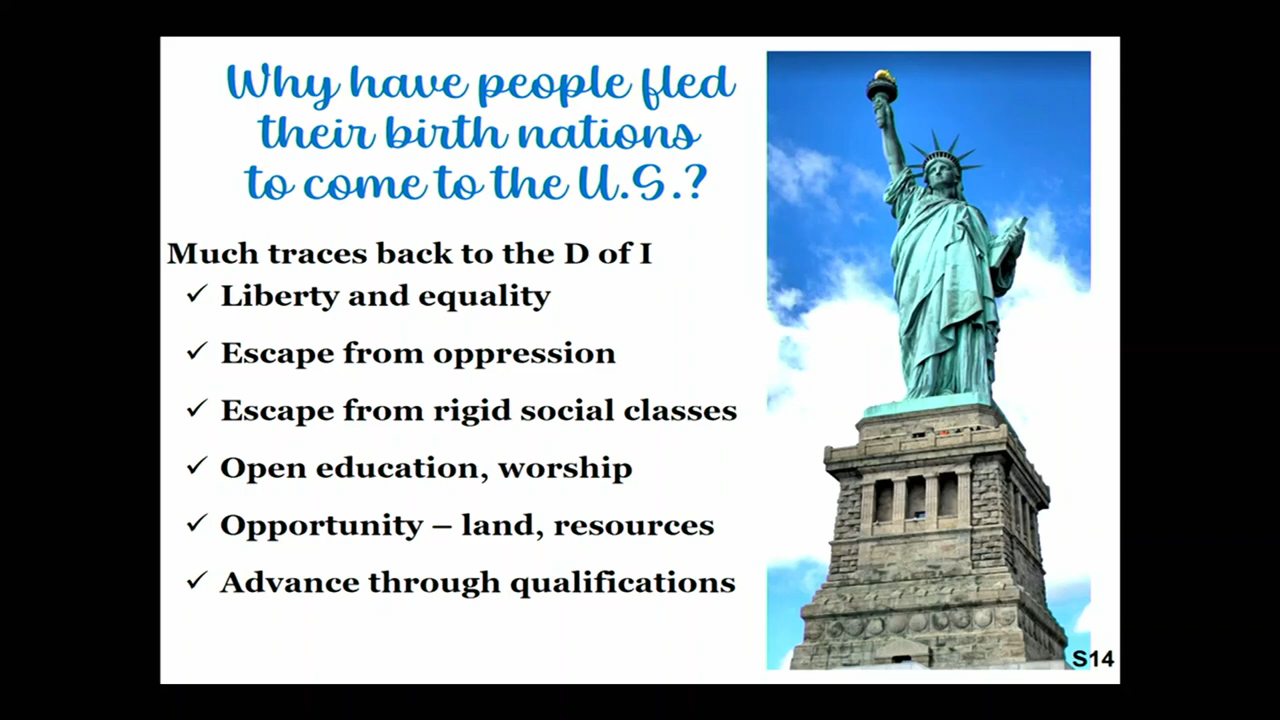 Why have people fled
their birth nations
to come to the U.S.?
Much traces back to the D of I
✓ Liberty and equality
✓ Escape from oppression
✓ Escape from rigid social classes
✓ Open education, worship
✓ Opportunity – land, resources
✓ Advance through qualifications
S14